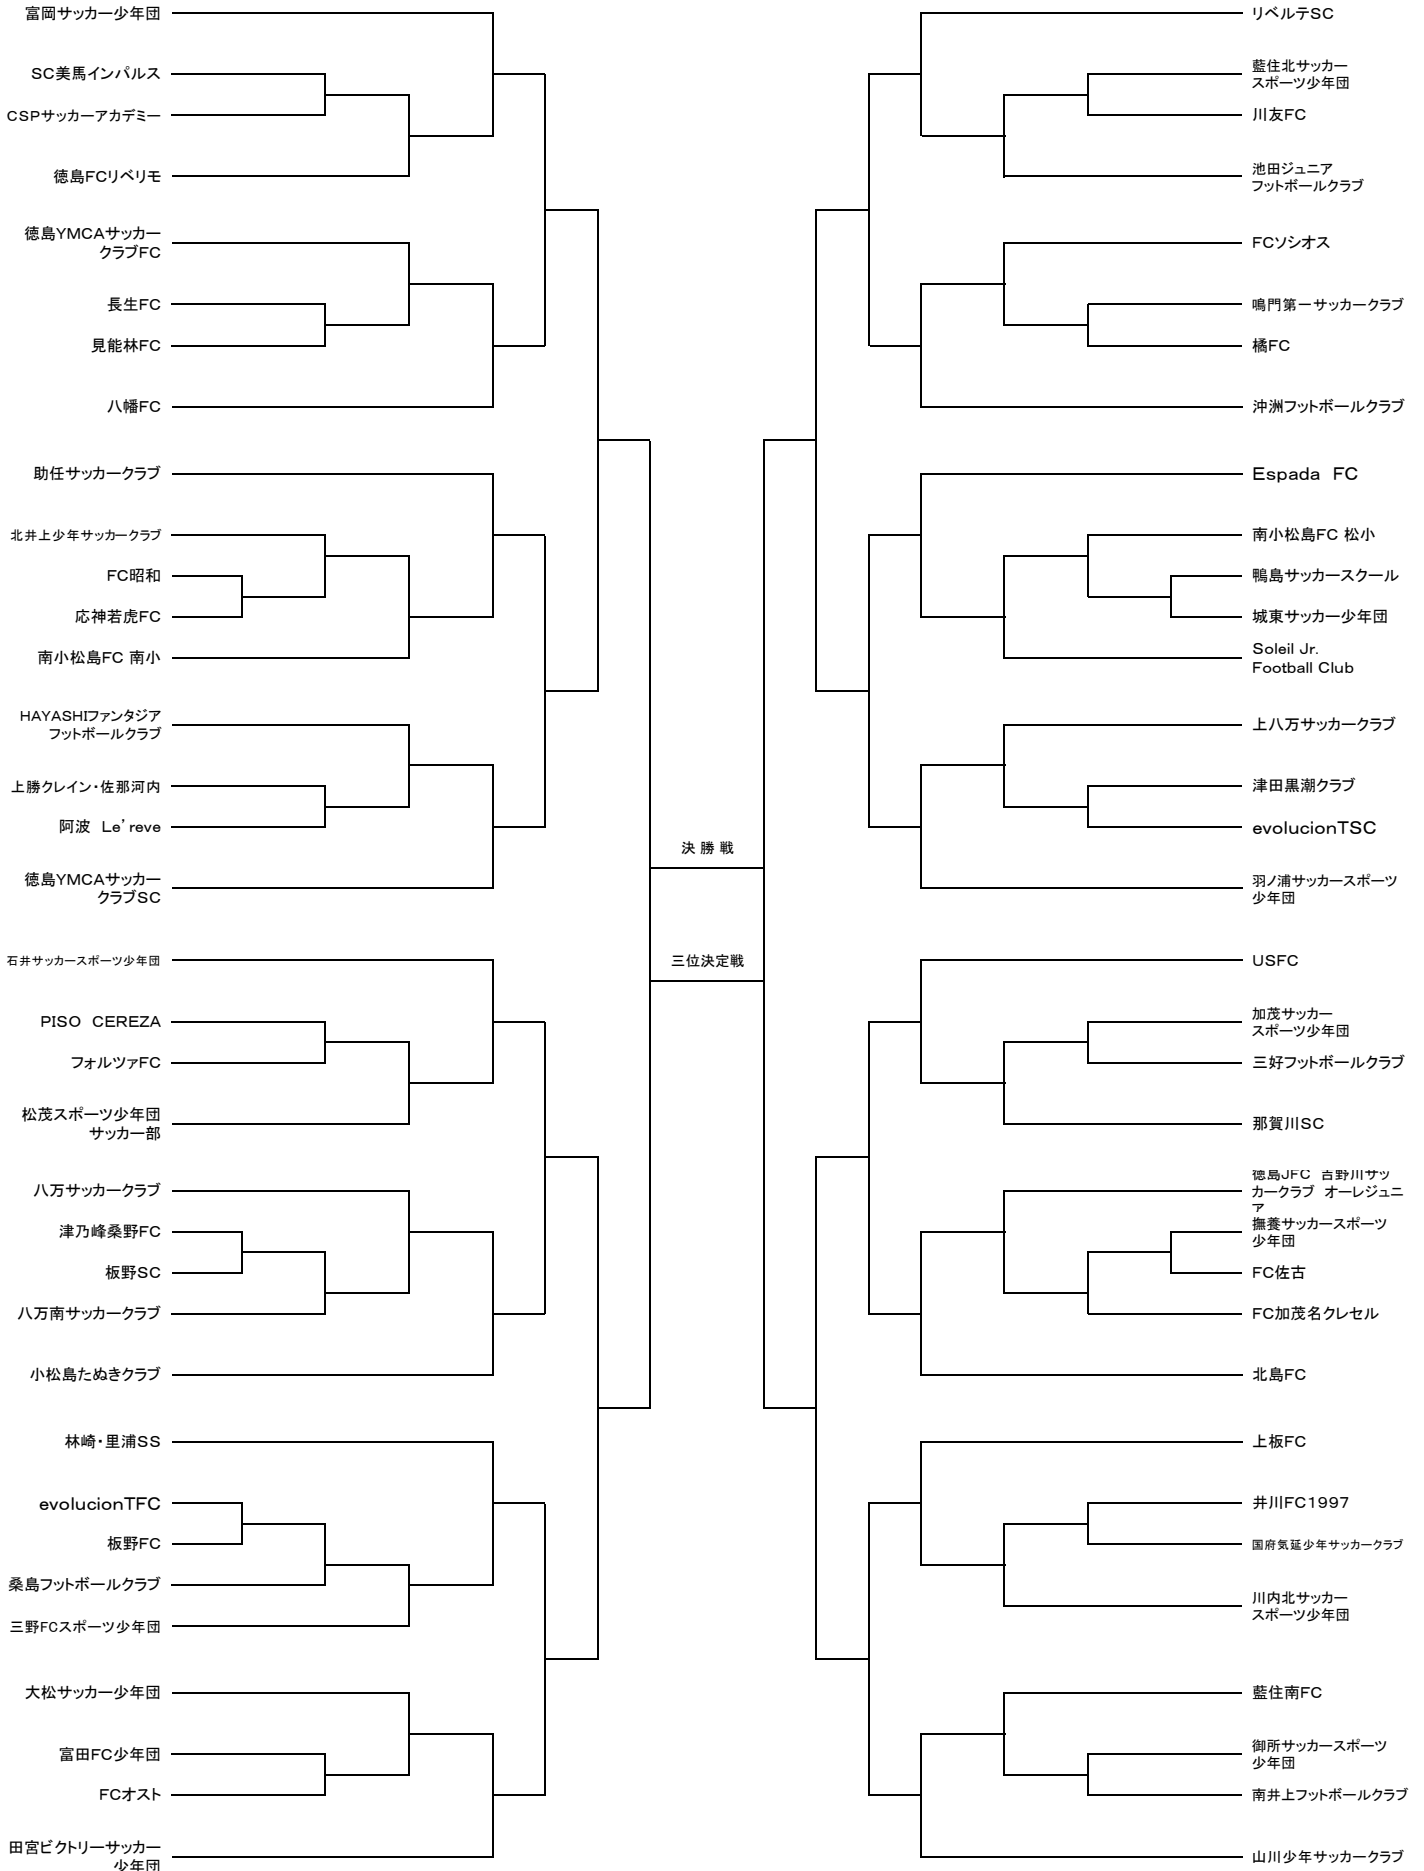 富岡サッカー少年団
SC美馬インパルス
CSPサッカーアカデミー
徳島FCリベリモ
徳島YMCAサッカー
クラブFC
長生FC
見能林FC
八幡FC
助任サッカークラブ
北井上少年サッカークラブ
FC昭和
応神若虎FC
南小松島FC 南小
HAYASHIファンタジア
フットボールクラブ
上勝クレイン・佐那河内
阿波　Le’reve
徳島YMCAサッカー
クラブSC
石井サッカースポーツ少年団
PISO　CEREZA
フォルツァFC
松茂スポーツ少年団
サッカー部
八万サッカークラブ
津乃峰桑野FC
板野SC
八万南サッカークラブ
小松島たぬきクラブ
林崎・里浦SS
evolucionTFC
板野FC
桑島フットボールクラブ
三野FCスポーツ少年団
大松サッカー少年団
富田FC少年団
FCオスト
田宮ビクトリーサッカー
少年団
決 勝 戦
三位決定戦
リベルテSC
藍住北サッカー
スポーツ少年団
川友FC
池田ジュニア
フットボールクラブ
FCソシオス
鳴門第一サッカークラブ
橘FC
沖洲フットボールクラブ
Espada　FC
南小松島FC 松小
鴨島サッカースクール
城東サッカー少年団
Soleil Jr.
Football Club
上八万サッカークラブ
津田黒潮クラブ
evolucionTSC
羽ノ浦サッカースポーツ
少年団
USFC
加茂サッカー
スポーツ少年団
三好フットボールクラブ
那賀川SC
徳島JFC　吉野川サッ
カークラブ　オーレジュニ
ア
撫養サッカースポーツ
少年団
FC佐古
FC加茂名クレセル
北島FC
上板FC
井川FC1997
国府気延少年サッカークラブ
川内北サッカー
スポーツ少年団
藍住南FC
御所サッカースポーツ
少年団
南井上フットボールクラブ
山川少年サッカークラブ